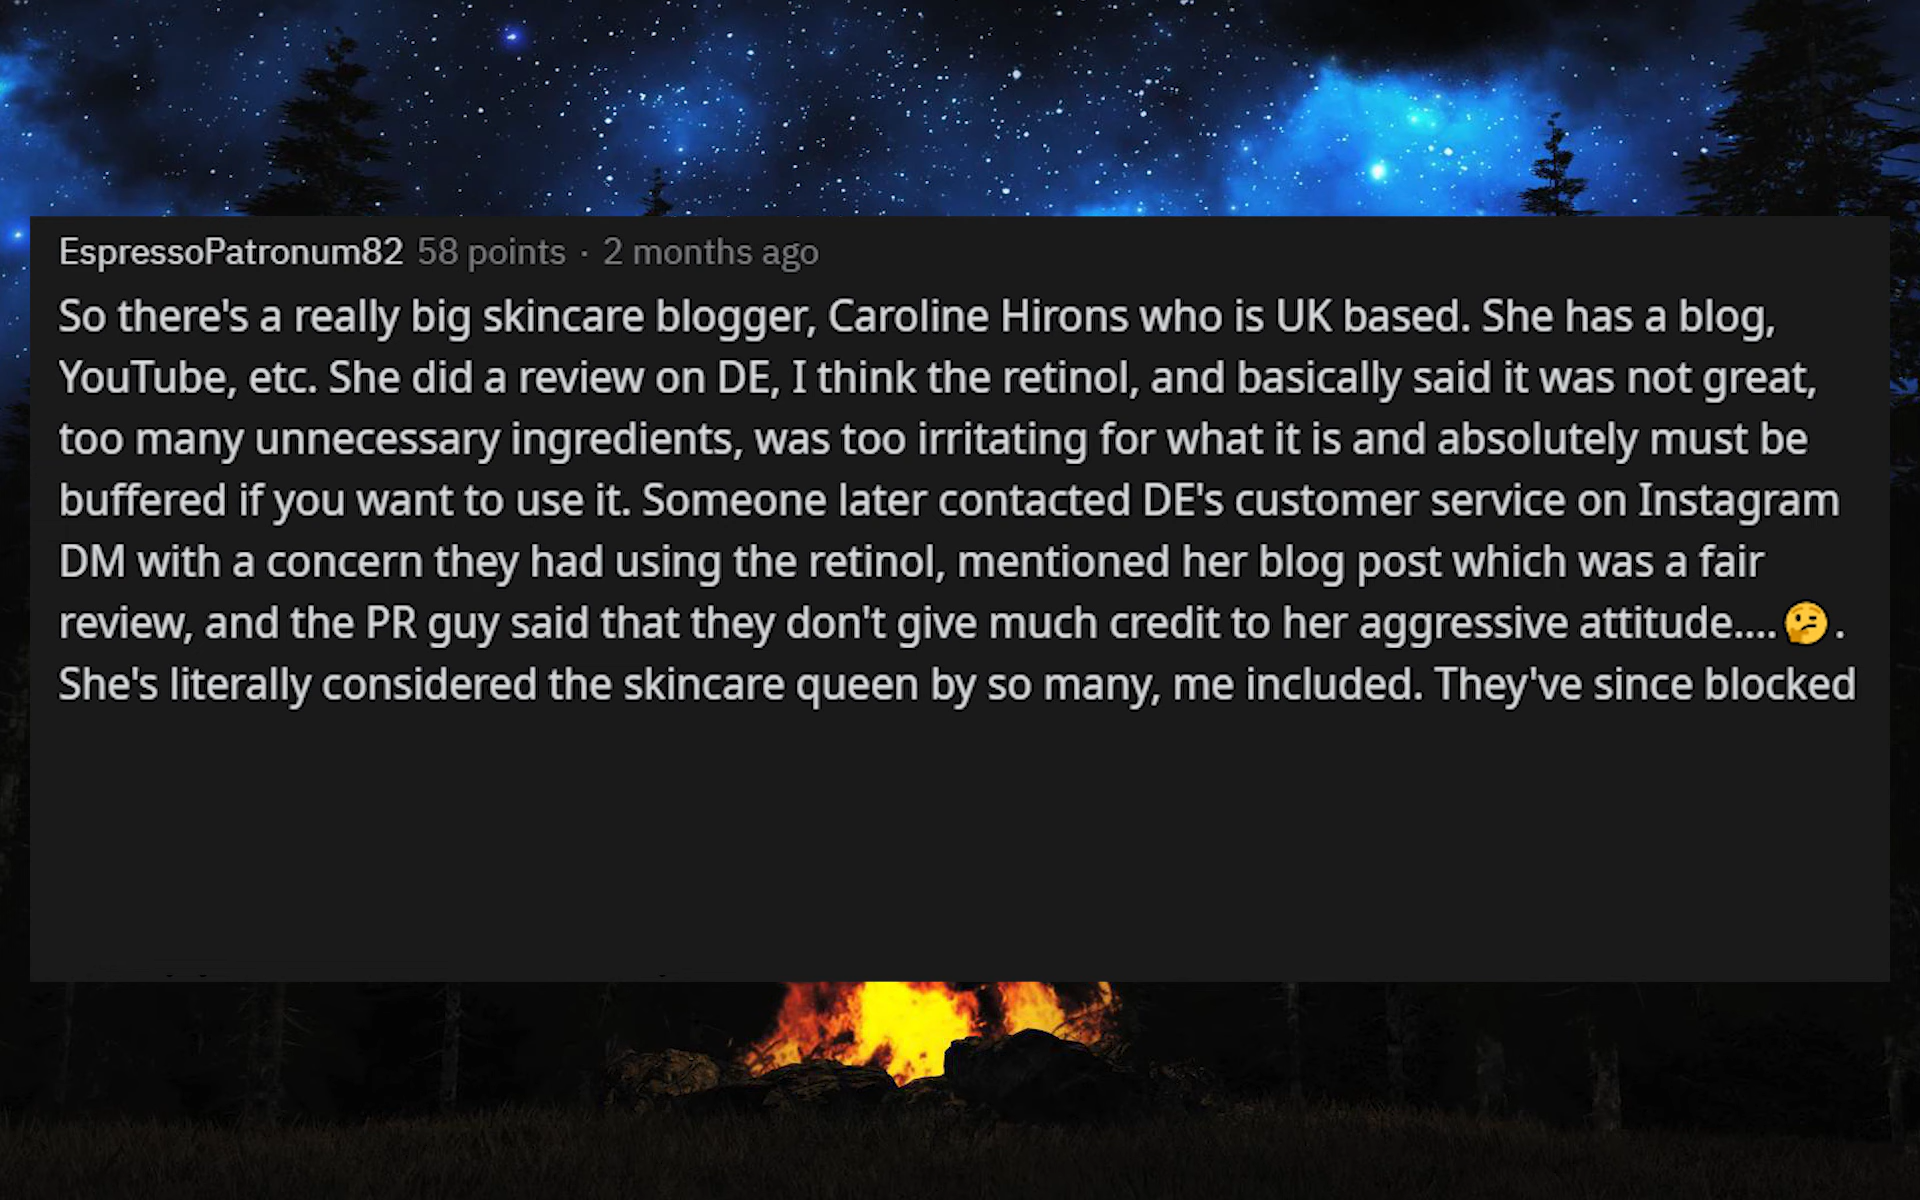 EspressoPatronum82 58 points · 2 months ago
So there's a really big skincare blogger, Caroline Hirons who is UK based. She has a blog,
YouTube, etc. She did a review on DE, I think the retinol, and basically said it was not great,
too many unnecessary ingredients, was too irritating for what it is and absolutely must be
buffered if you want to use it. Someone later contacted DE's customer service on Instagram
DM with a concern they had using the retinol, mentioned her blog post which was a fair
review, and the PR guy said that they don't give much credit to her aggressive attitude....🤔.
She's literally considered the skincare queen by so many, me included. They've since blocked